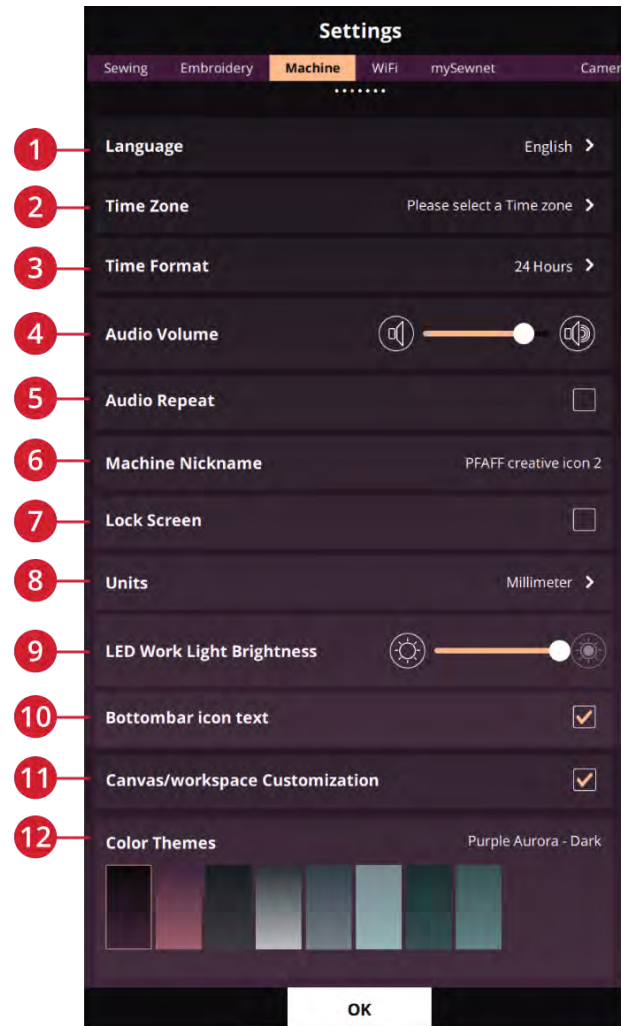 Settings
Sewing Embroidery Machine WiFi mySewnet Camer
1 Language English
2 Time Zone Please select a Time zone
3 Time Format 24 Hours
4 Audio Volume
5 Audio Repeat
6 Machine Nickname PFAFF creative icon 2
7 Lock Screen
8 Units Millimeter
9 LED Work Light Brightness
10 Bottombar icon text
11 Canvas/workspace Customization
12 Color Themes Purple Aurora - Dark
OK